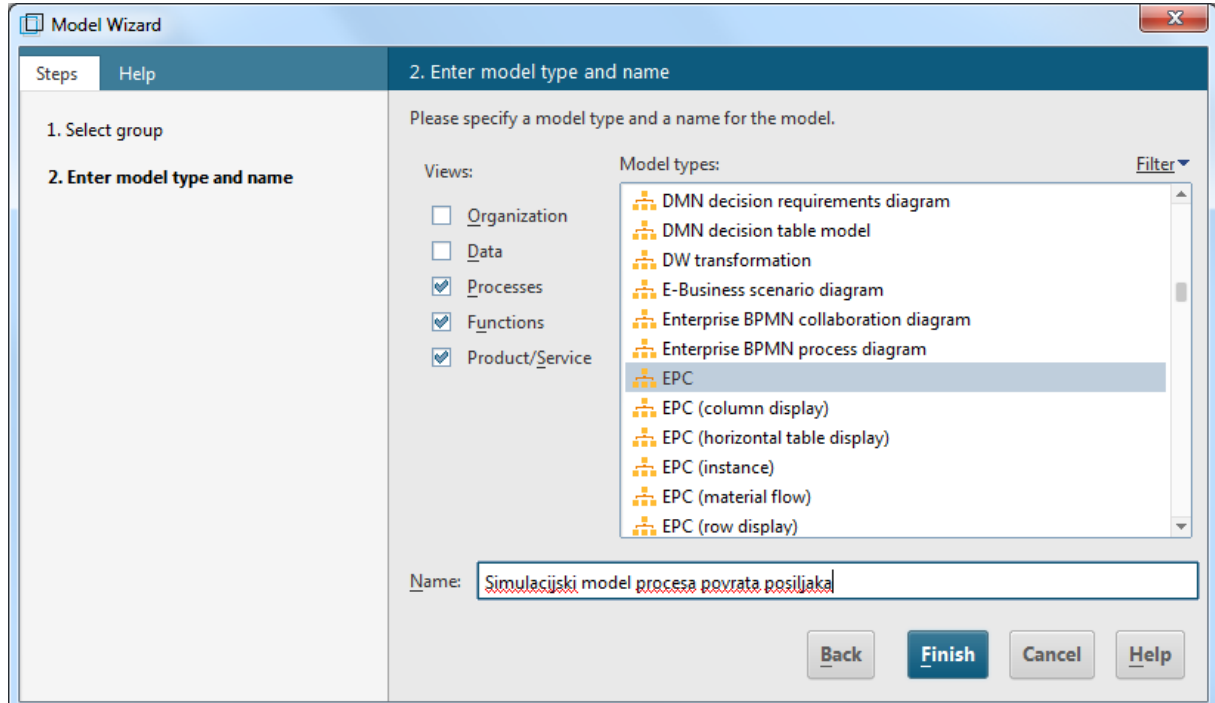 Model Wizard
Steps
Help
1. Select group
2. Enter model type and name
2. Enter model type and name
Please specify a model type and a name for the model.
Views:
Organization
Data
Processes
Functions
Product/Service
Model types:
Filter
DMN decision requirements diagram
DMN decision table model
DW transformation
E-Business scenario diagram
Enterprise BPMN collaboration diagram
Enterprise BPMN process diagram
EPC
EPC (column display)
EPC (horizontal table display)
EPC (instance)
EPC (material flow)
EPC (row display)
Name:
Simulacijski model procesa povrata posiljaka
Back
Finish
Cancel
Help